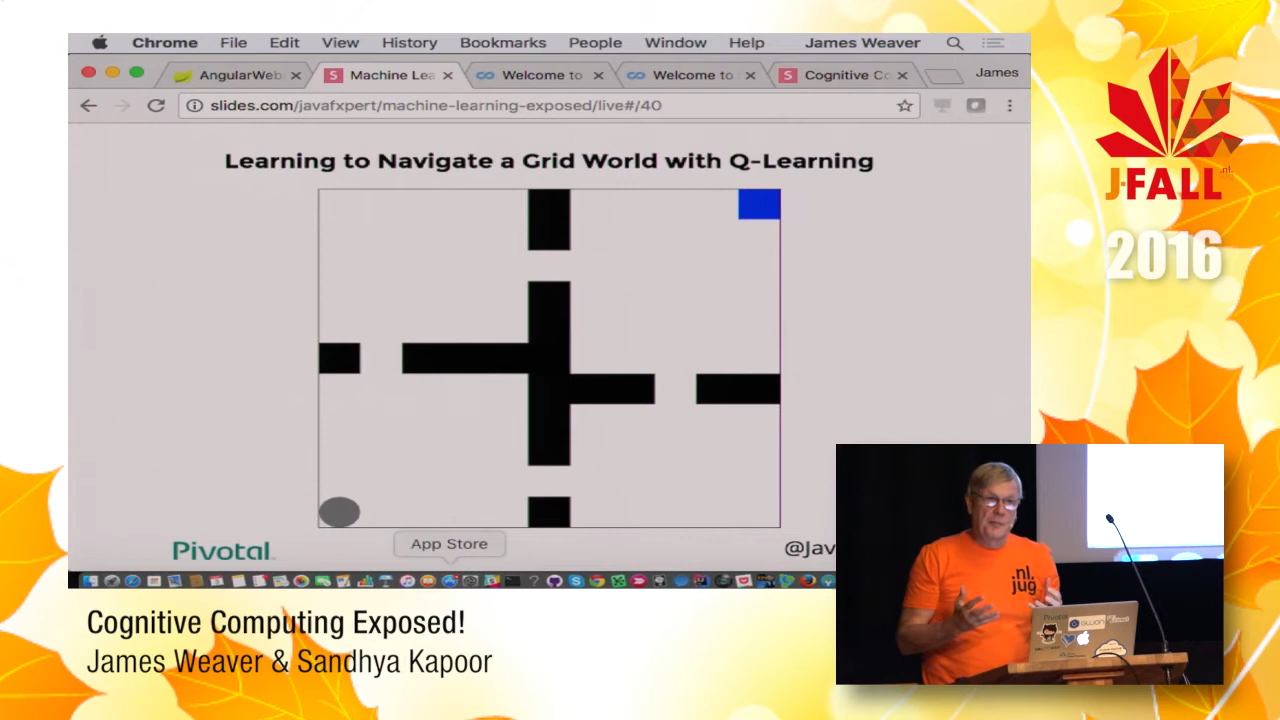 Chrome File Edit View History Bookmarks People Window Help James Weaver
AngularWeb
Machine Lea
Welcome to
Welcome to
Cognitive Co
James
slides.com/javafxpert/machine-learning-exposed/live#/40
Learning to Navigate a Grid World with Q-Learning
Pivotal
App Store
@Jav
J-FALL
.nl
2016
.nl
jug
Pivotal
Cognitive Computing Exposed!
James Weaver & Sandhya Kapoor